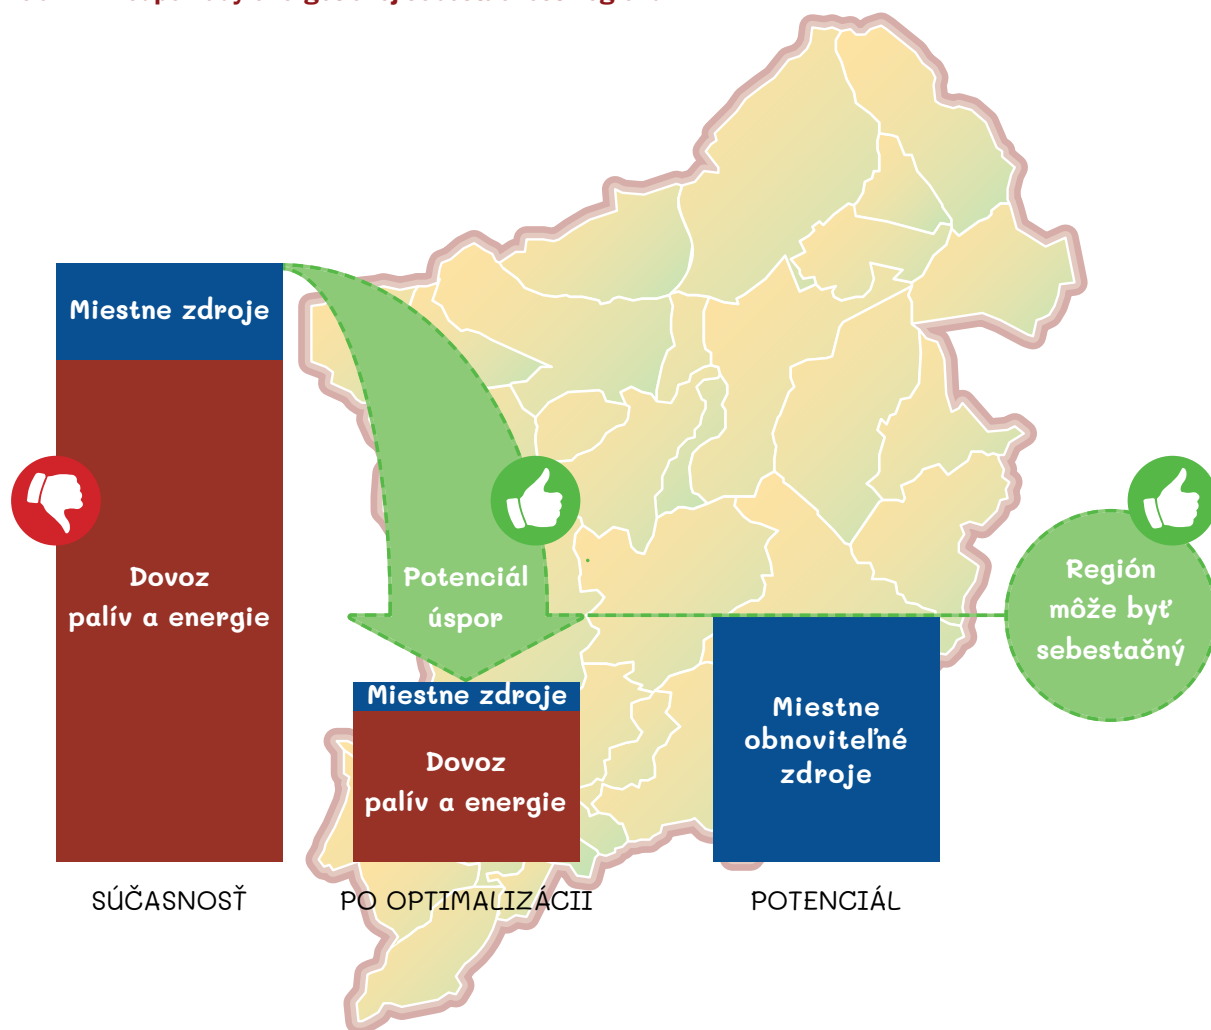 Miestne zdroje
Dovoz
palív a energie
Potenciál
úspor
Miestne zdroje
Dovoz
palív a energie
Miestne
obnoviteľné
zdroje
Región
môže byť
sebestačný
SÚČASNOSŤ
PO OPTIMALIZÁCII
POTENCIÁL